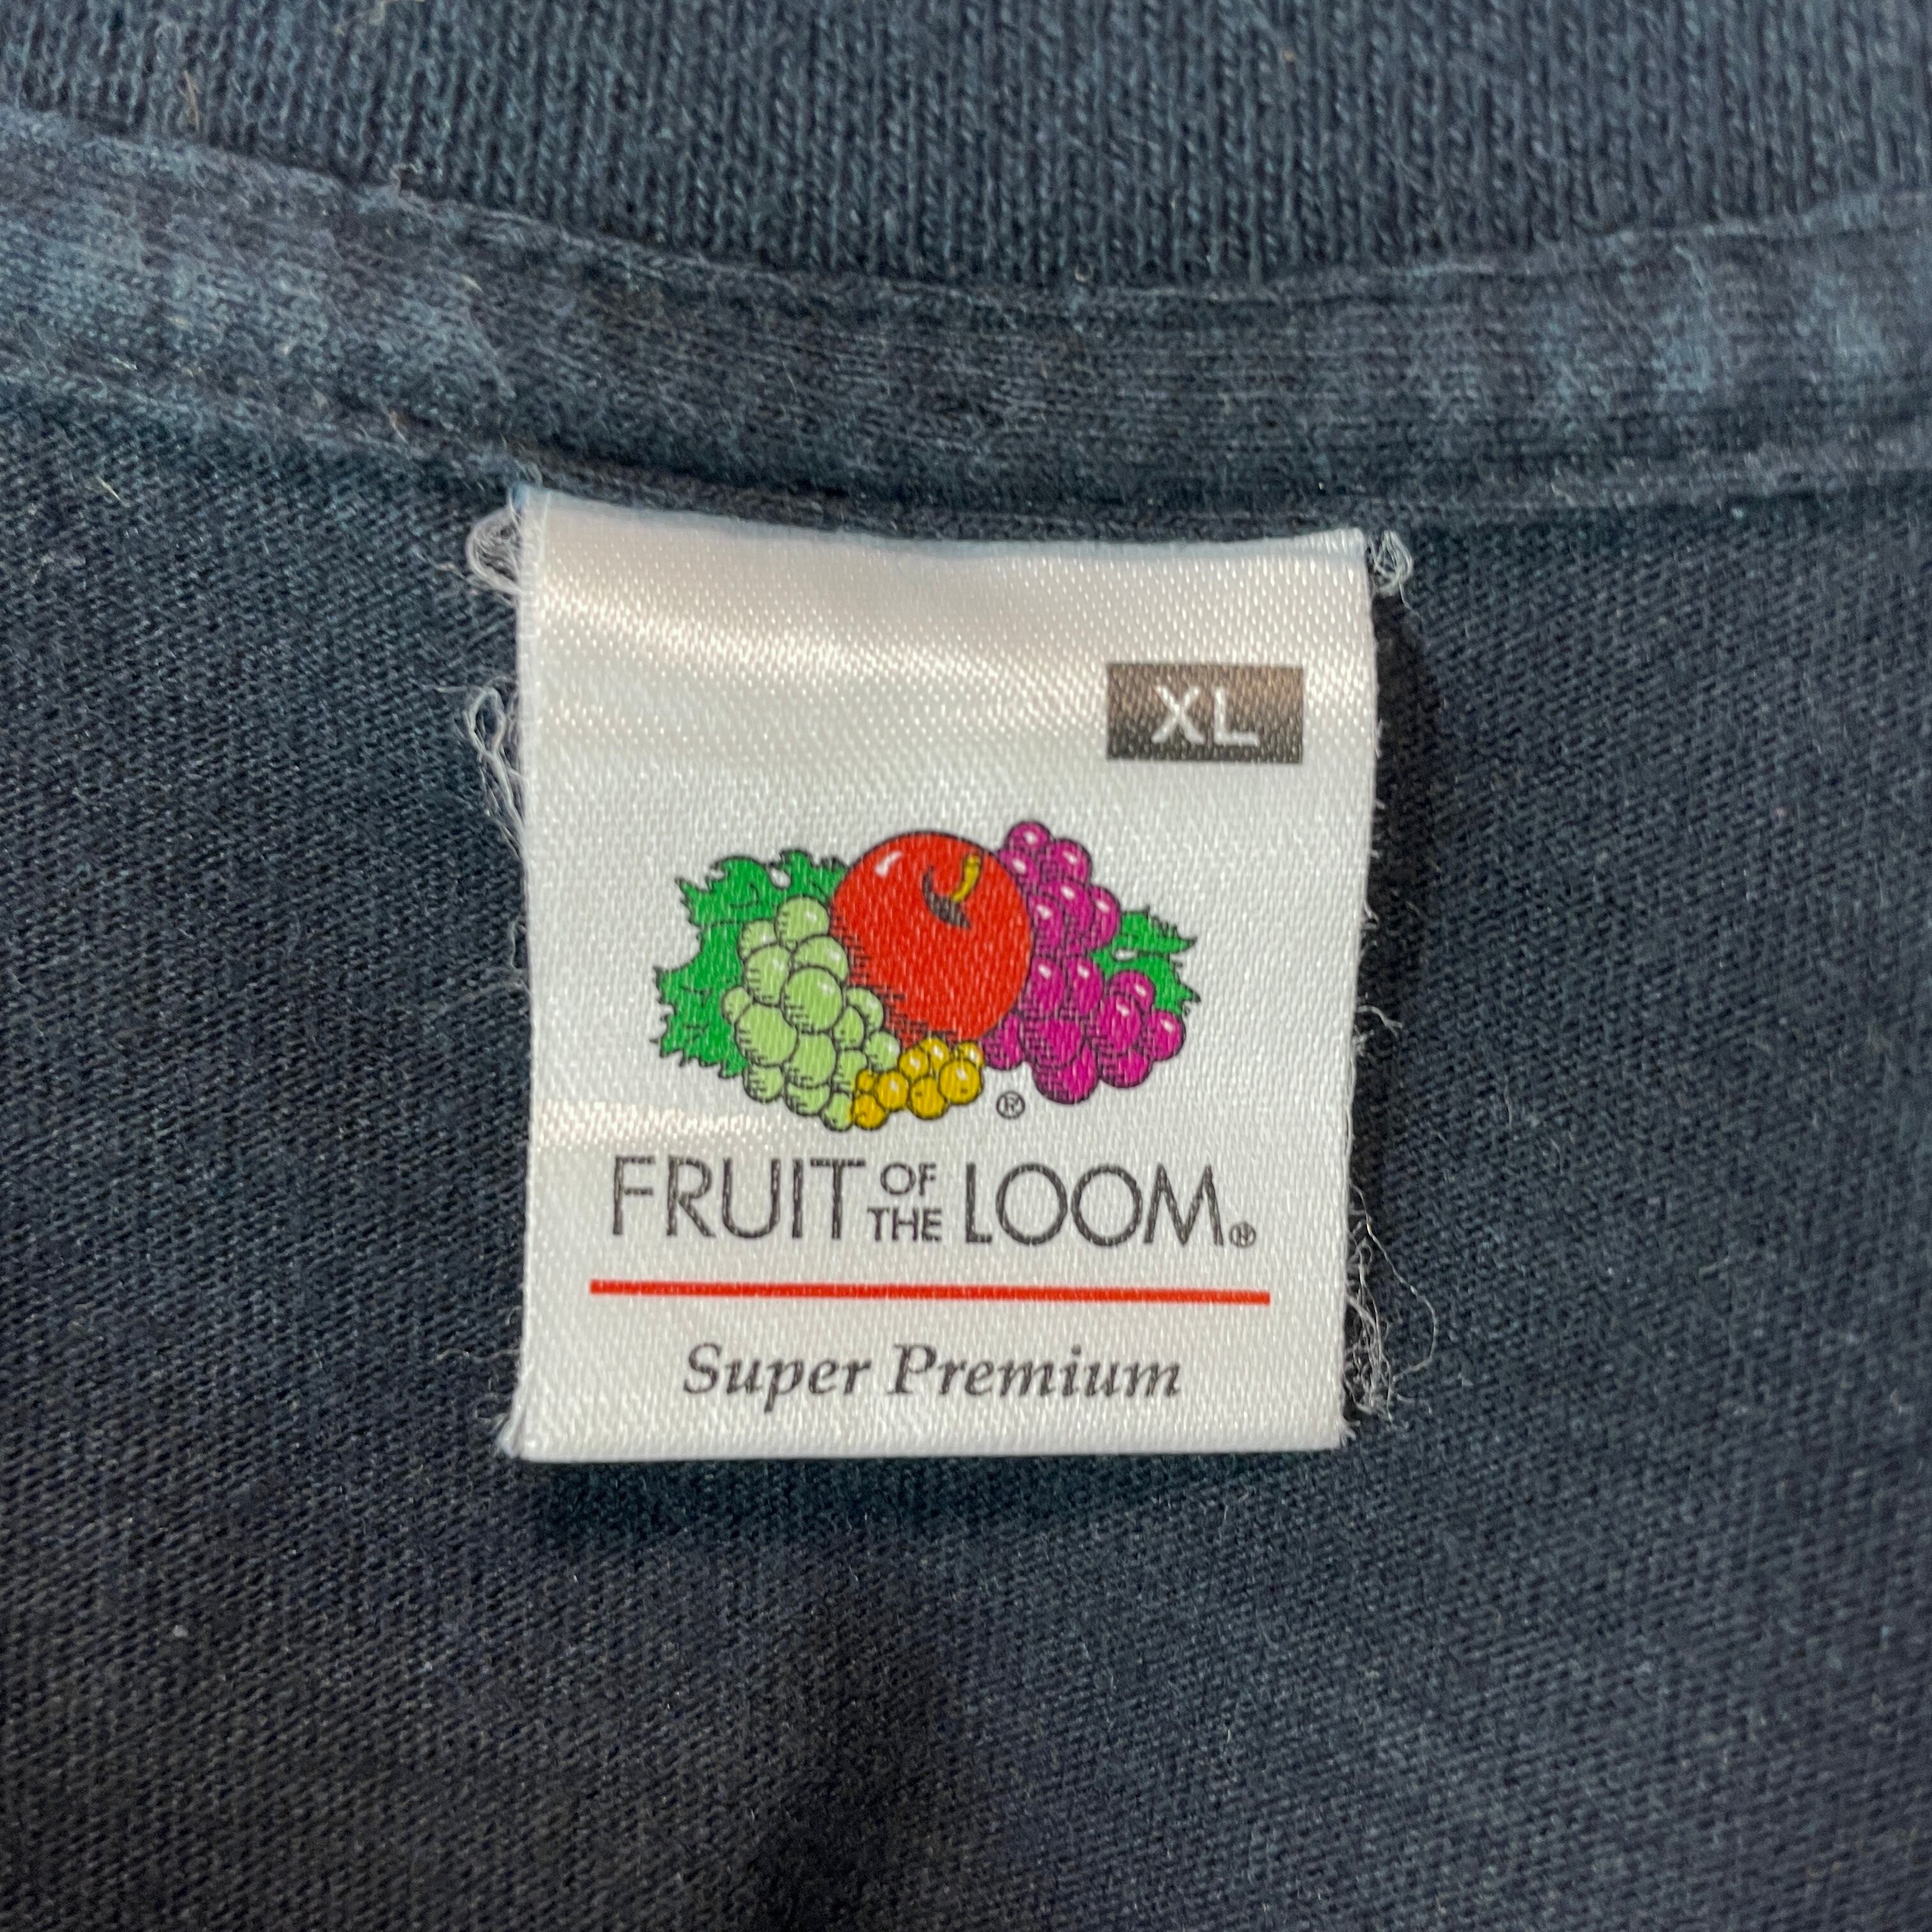 XL
®
FRUIT OF THE LOOM®
Super Premium